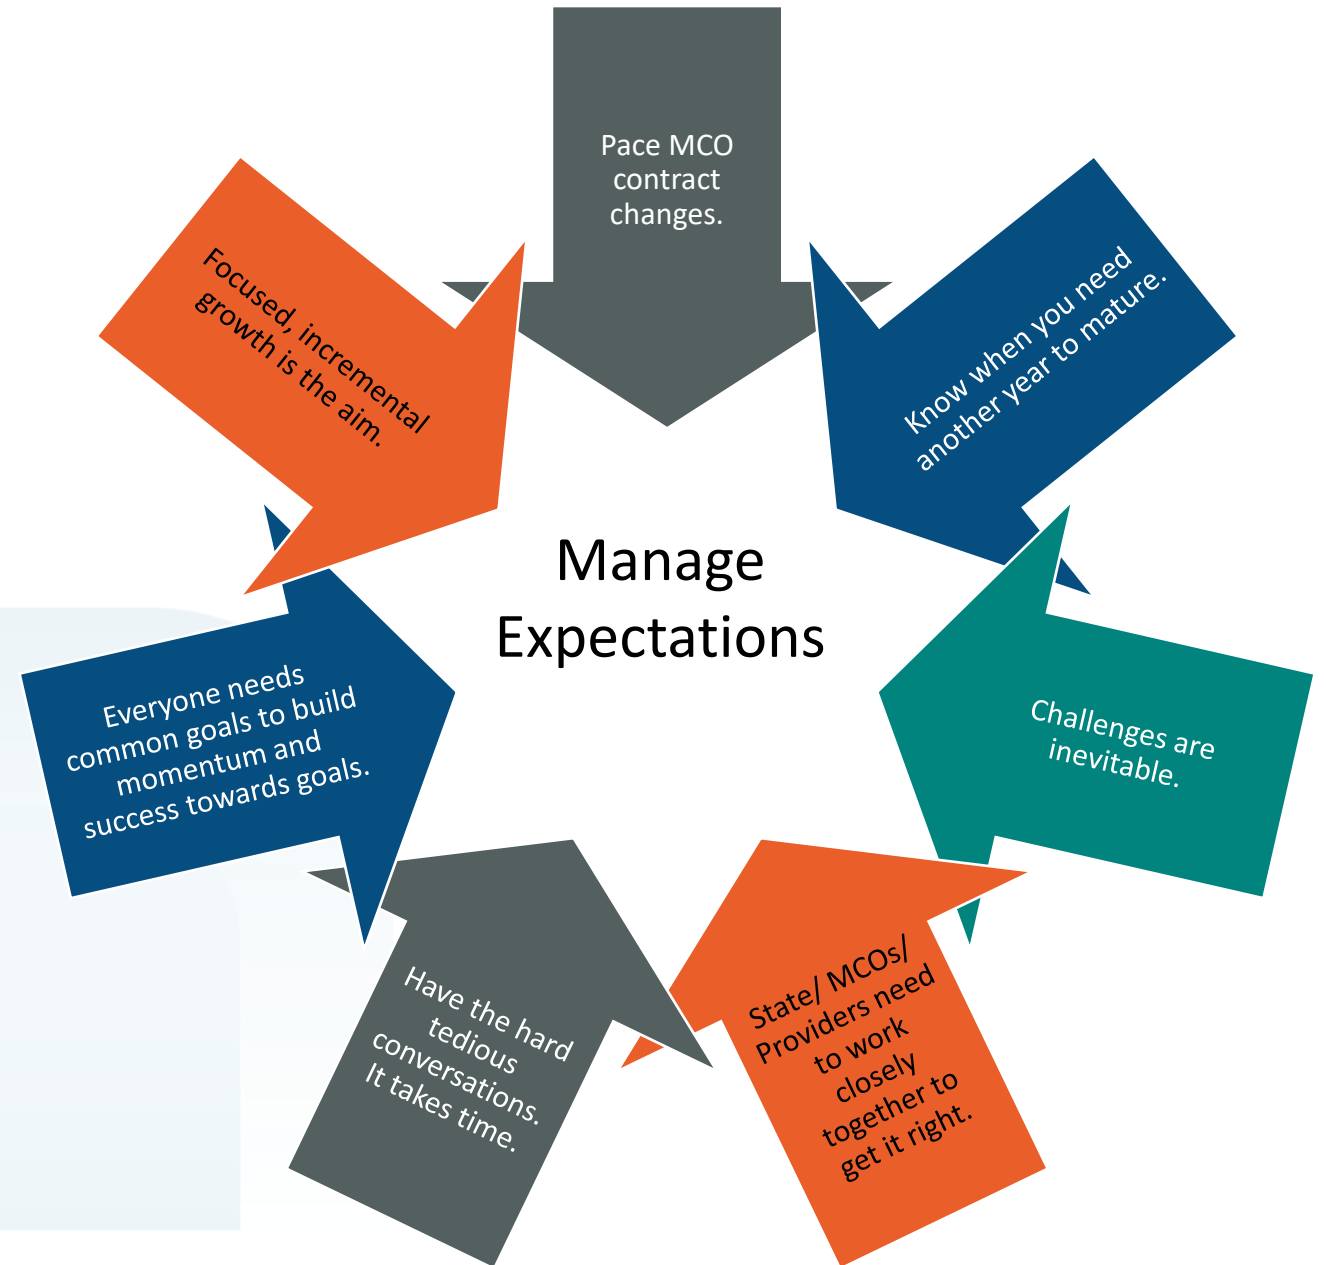 Pace MCO
contract
changes.
Know when you need
another year to mature.
Challenges are
inevitable.
State/ MCOs/
Providers need
to work
closely
together to
get it right.
Have the hard
tedious
conversations.
It takes time.
Everyone needs
common goals to build
momentum and
success towards goals.
Focused, incremental
growth is the aim.
Manage
Expectations